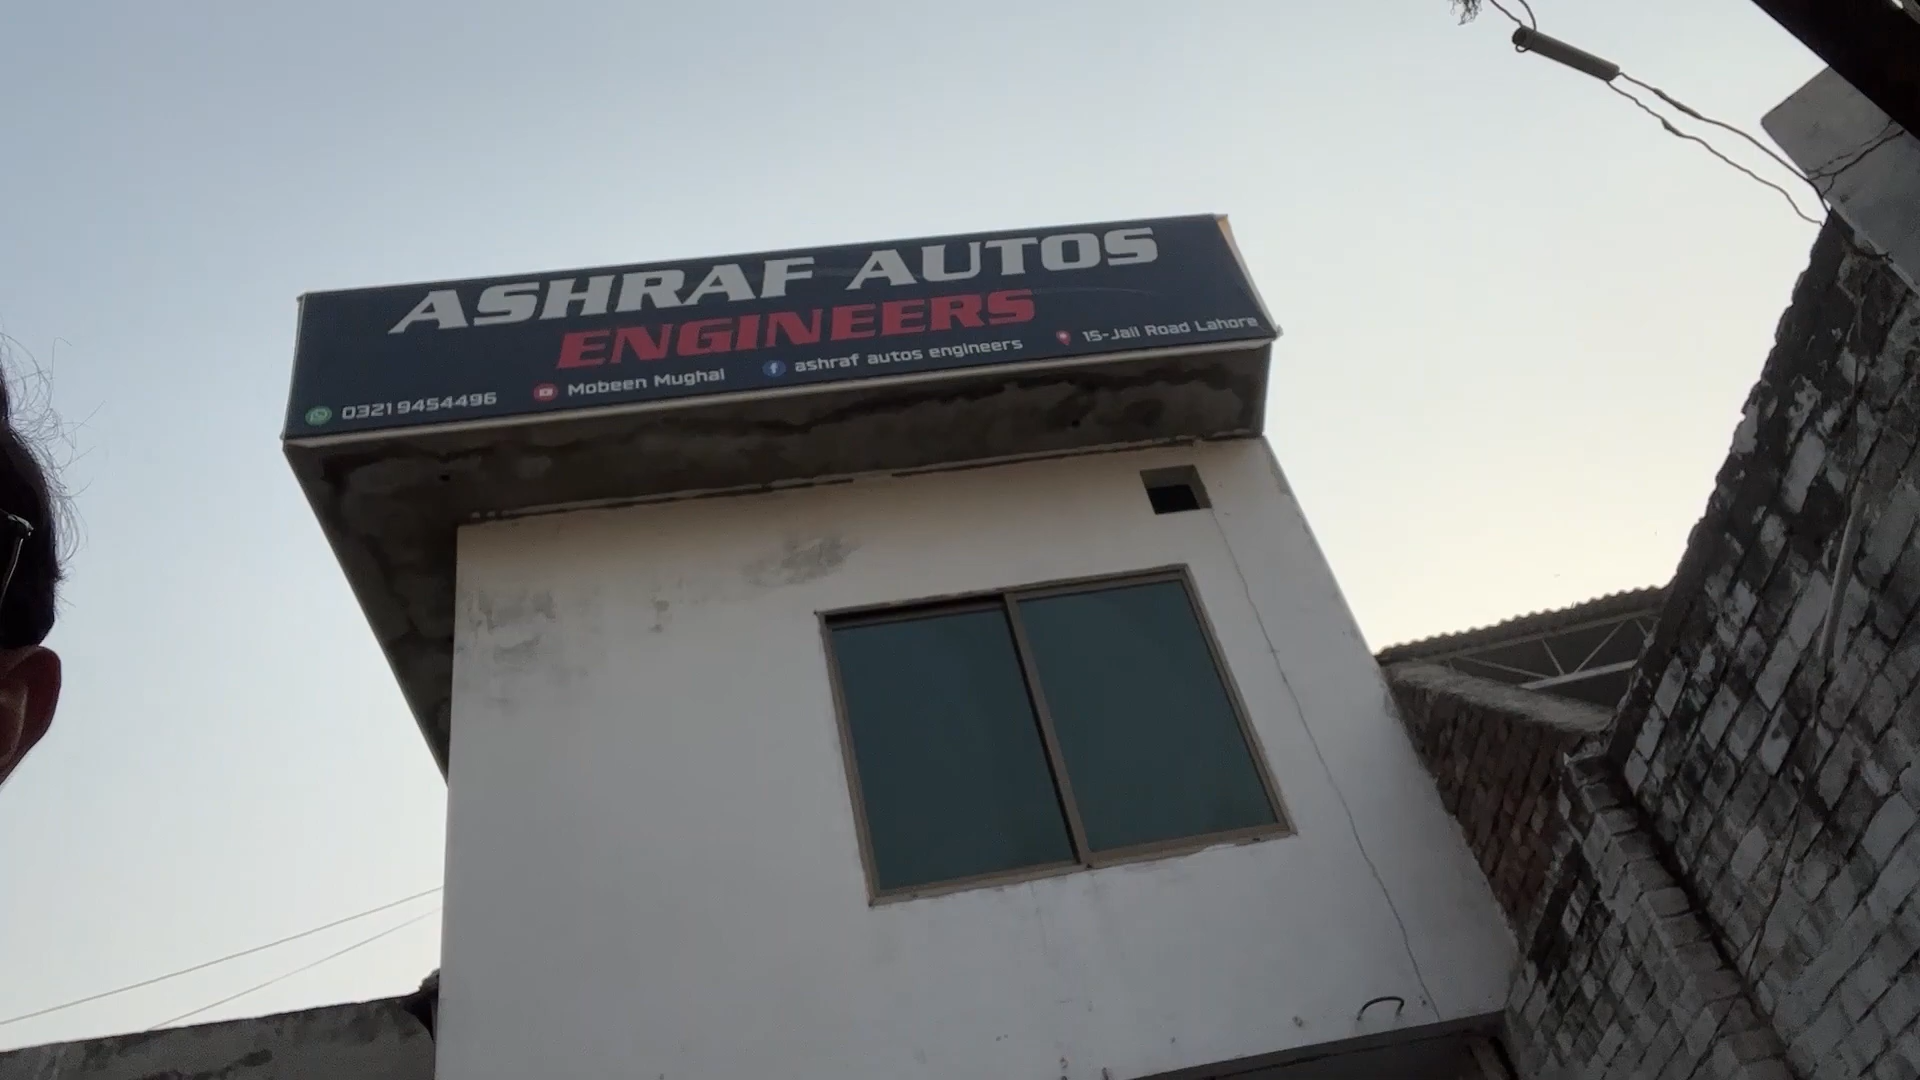 ASHRAF AUTOS
ENGINEERS
03219454496 Mobeen Mughal ashraf autos engineers 15-Jail Road Lahore